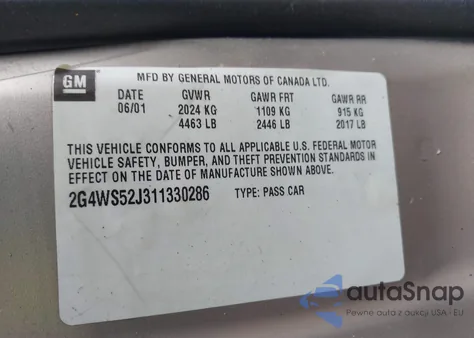 GM
MFD BY GENERAL MOTORS OF CANADA LTD.
DATE GVWR GAWR FRT GAWR RR
06/01 2024 KG 1109 KG 915 KG
4463 LB 2446 LB 2017 LB
THIS VEHICLE CONFORMS TO ALL APPLICABLE U.S. FEDERAL MOTOR
VEHICLE SAFETY, BUMPER, AND THEFT PREVENTION STANDARDS IN
EFFECT ON THE DATE OF MANUFACTURE SHOWN ABOVE.
2G4WS52J311330286 TYPE: PASS CAR
autoSnap
Pewne auta z aukcji USA - EU